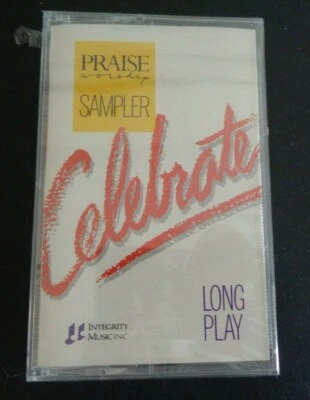 PRAISE
worship
SAMPLER
Celebrate
LONG
PLAY
INTEGRITY
MUSIC INC